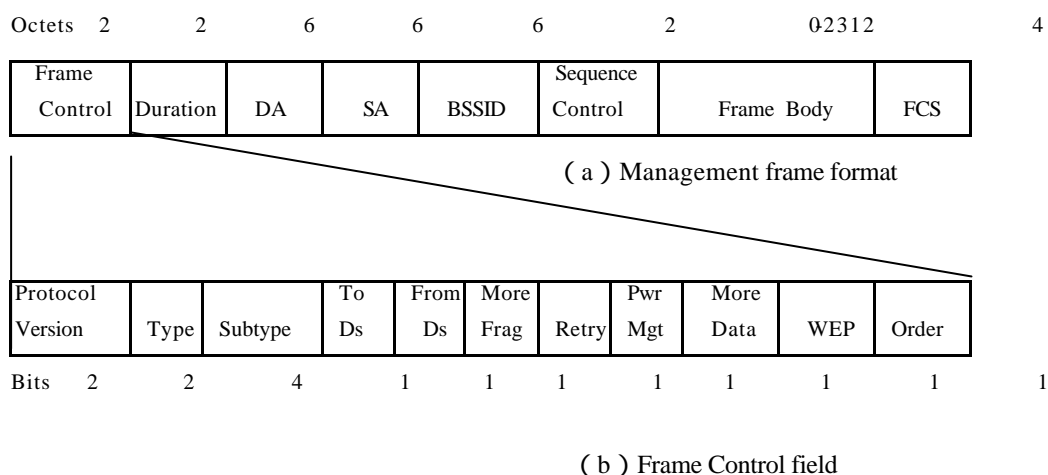 Octets 2 2 6 6 6 2 0-2312 4
Frame Sequence
Control Duration DA SA BSSID Control Frame Body FCS
( a ) Management frame format
Protocol To From More Pwr More
Version Type Subtype Ds Ds Frag Retry Mgt Data WEP Order
Bits 2 2 4 1 1 1 1 1 1 1 1
( b ) Frame Control field